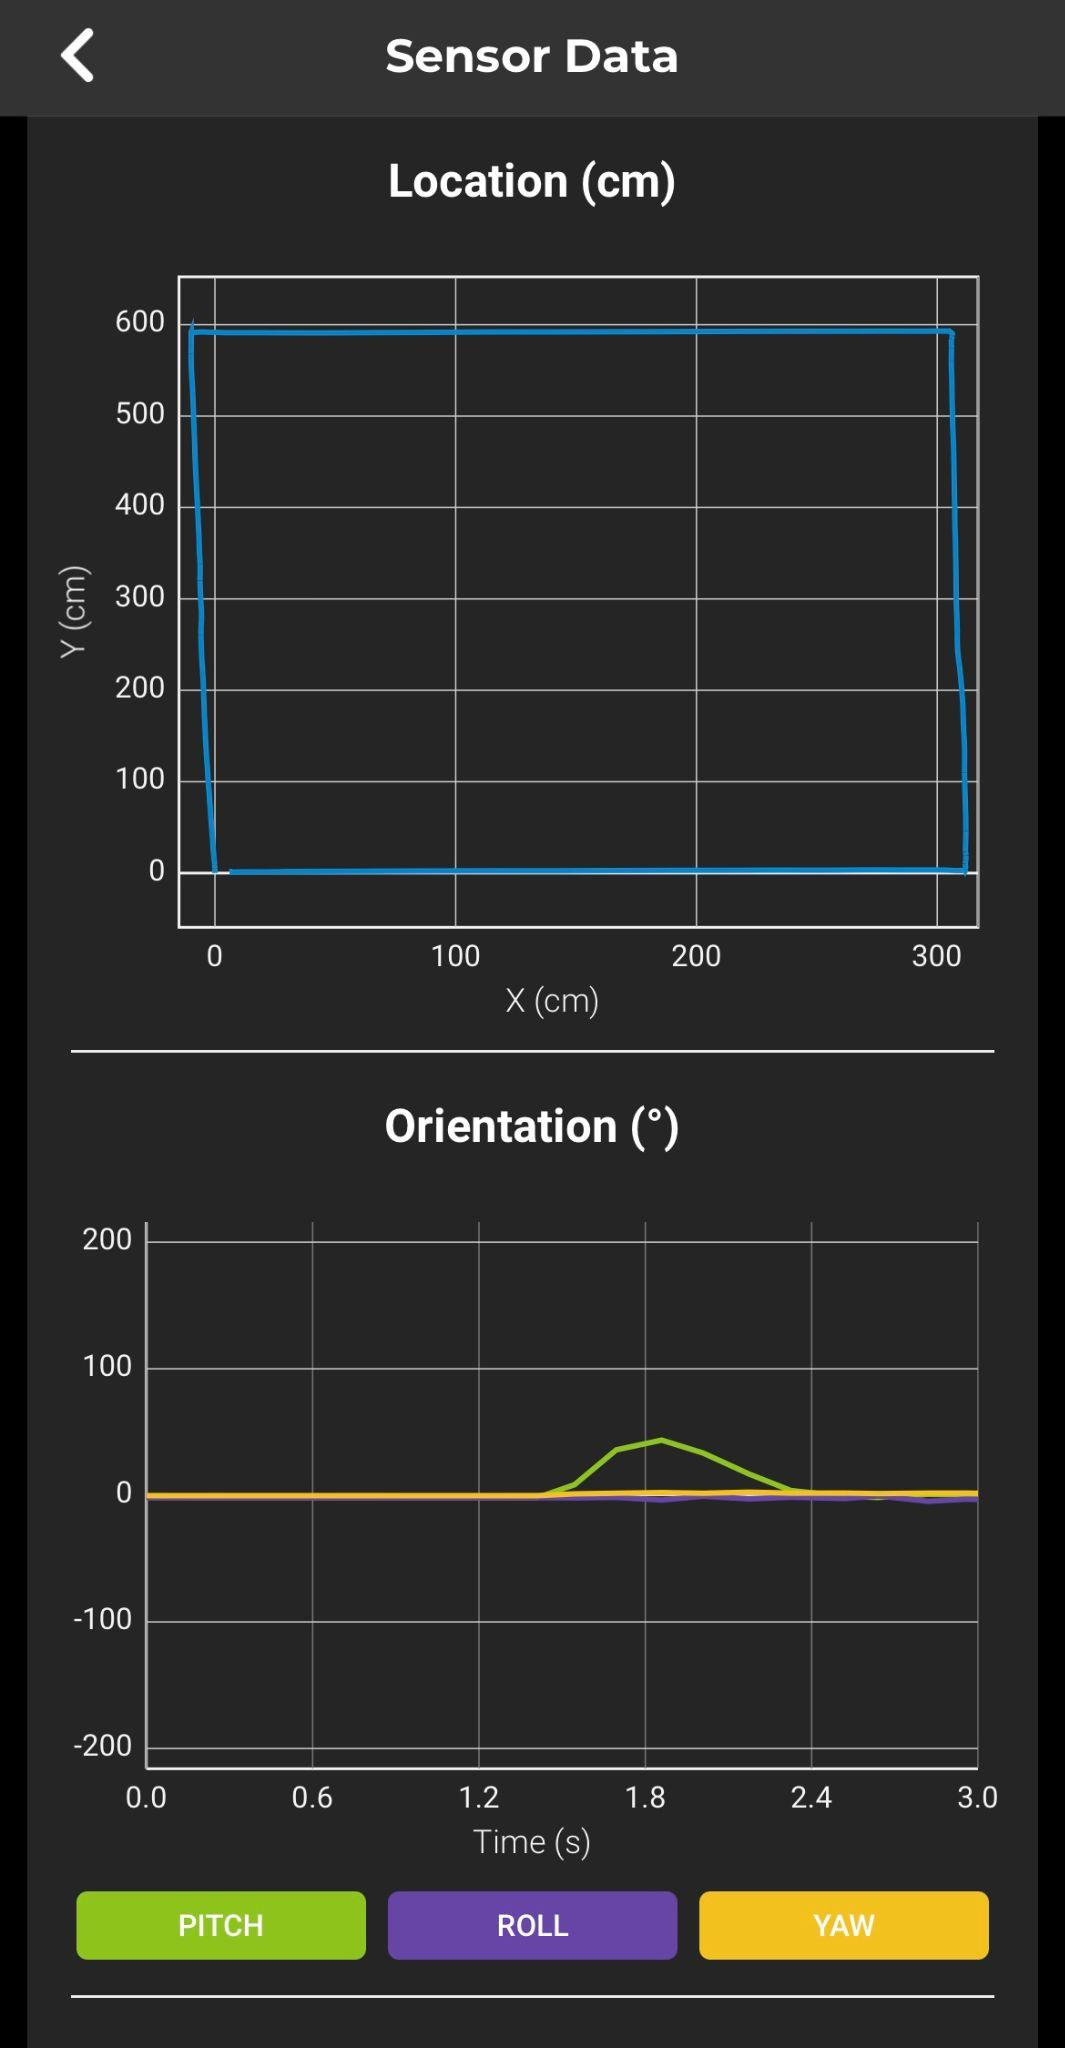 Sensor Data
Location (cm)
600
500
400
300
200
100
0
Y (cm)
0 100 200 300
X (cm)
Orientation (°)
200
100
0
-100
-200
0.0 0.6 1.2 1.8 2.4 3.0
Time (s)
PITCH ROLL YAW